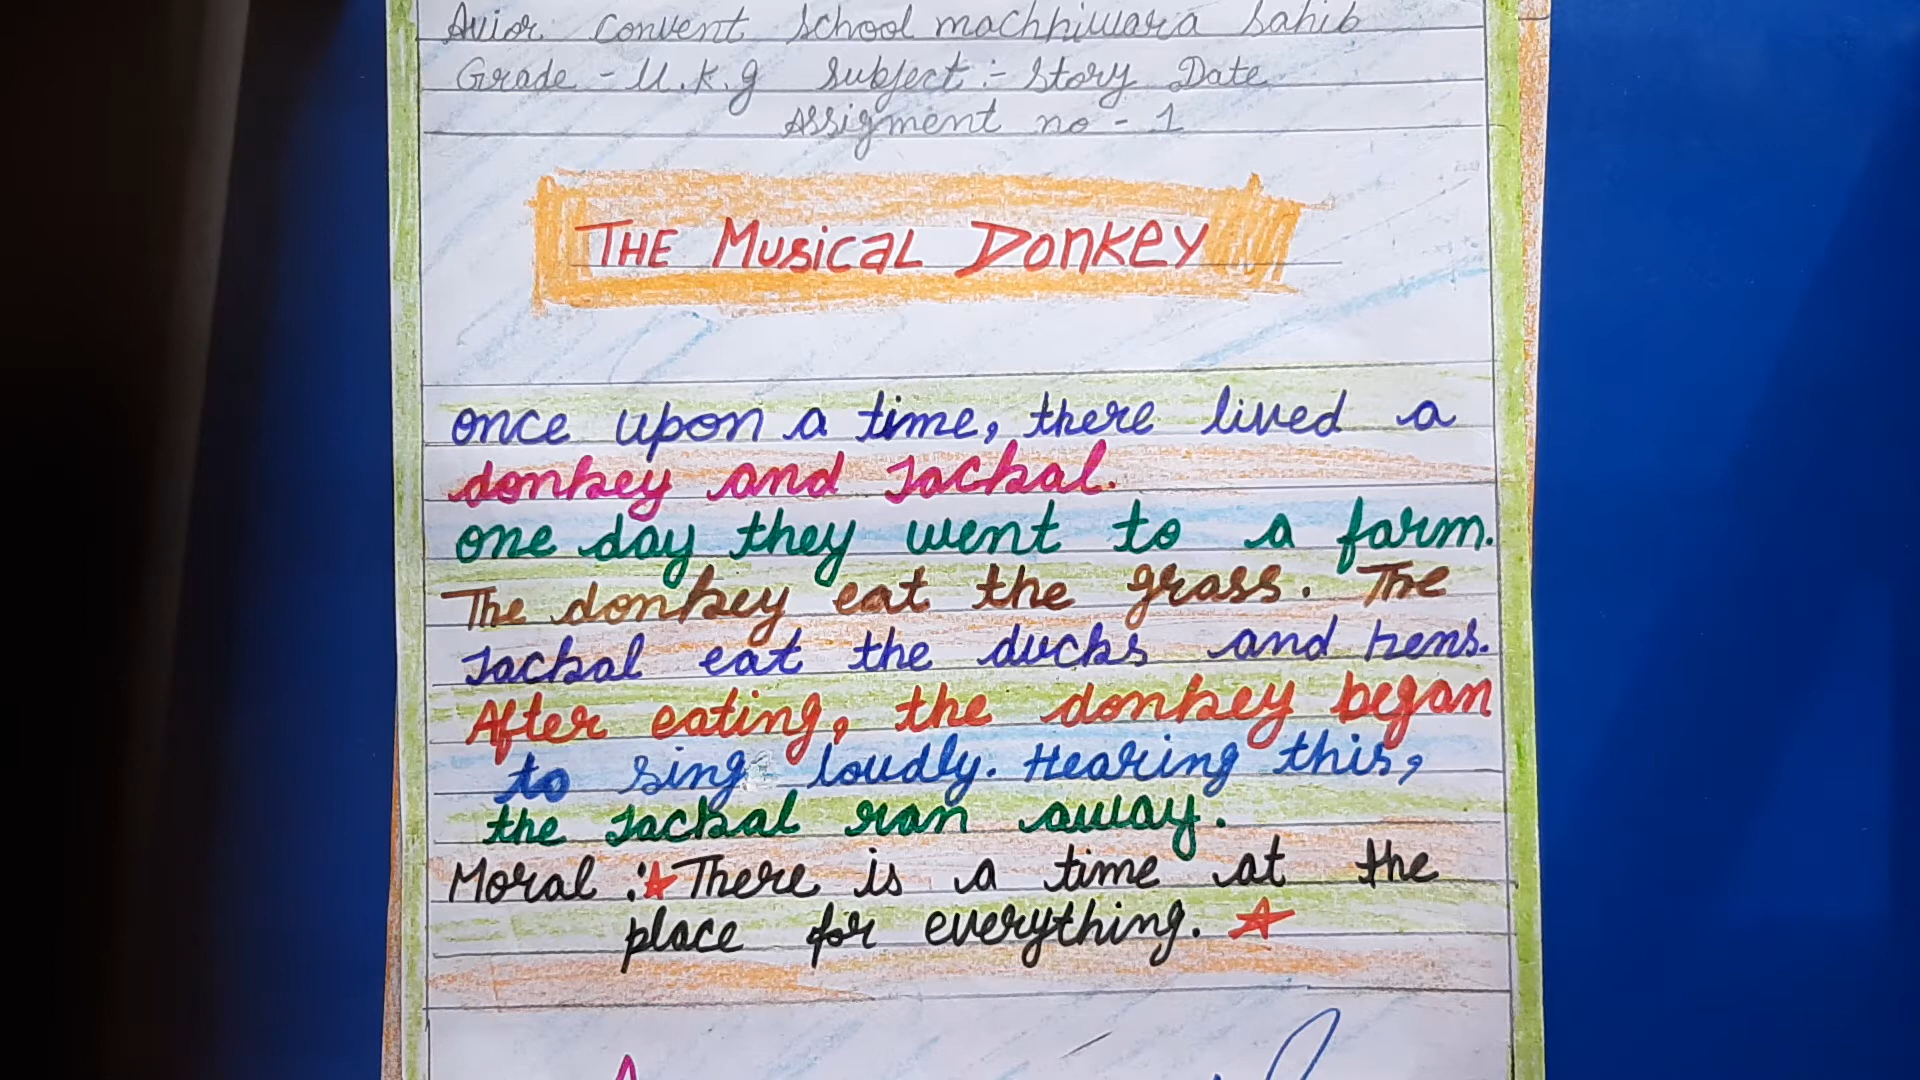 Avior Convent School machhiwara Sahib
Grade - U.K.g Subject :- Story Date
Assigment no - 1
THE MUSICAL DONKEY
once upon a time, there lived a
donkey and Jackal.
one day they went to a farm.
The donkey eat the grass. The
Jackal eat the ducks and hens.
After eating, the donkey began
to sing loudly. Hearing this,
the Jackal ran away.
Moral : There is a time at the
place for everything.